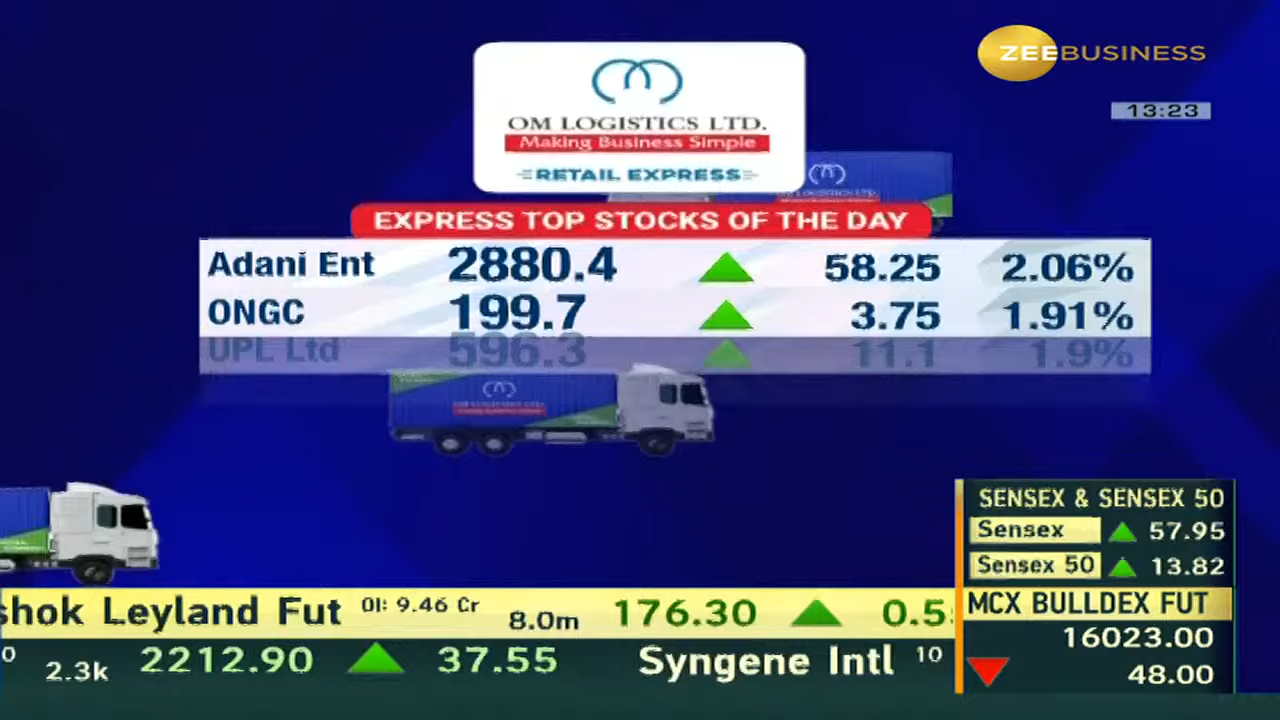 ZEEBUSINESS
13:23
OM LOGISTICS LTD.
Making Business Simple
RETAIL EXPRESS
EXPRESS TOP STOCKS OF THE DAY
Adani Ent 2880.4 58.25 2.06%
ONGC 199.7 3.75 1.91%
UPL Ltd 596.3 11.1 1.9%
SENSEX & SENSEX 50
Sensex 57.95
Sensex 50 13.82
MCX BULLDEX FUT
16023.00
48.00
shok Leyland Fut OI: 9.46 Cr 8.0m 176.30 0.5
0 2.3k 2212.90 37.55 Syngene Intl 10